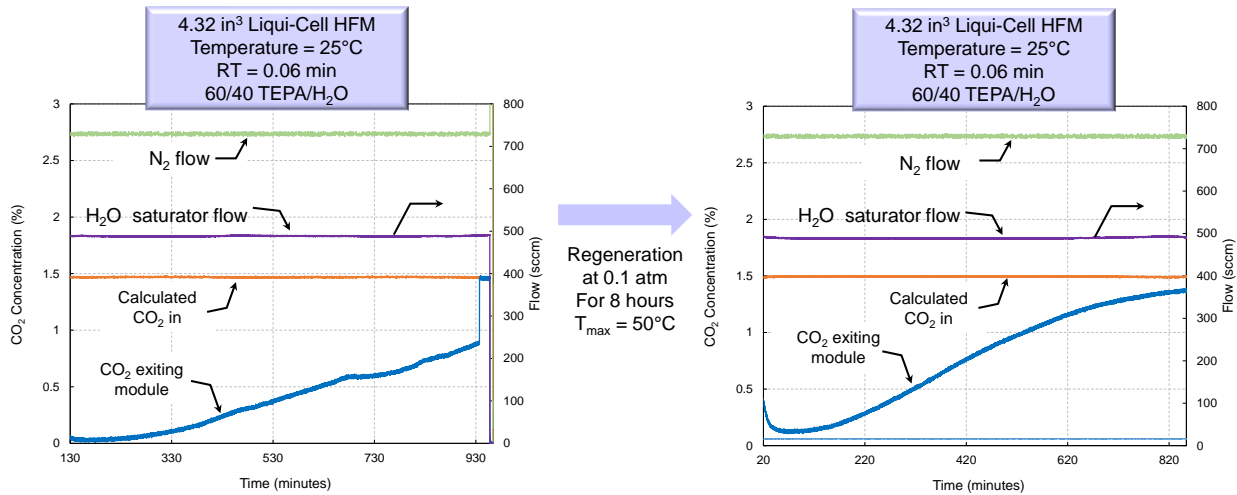 4.32 in³ Liqui-Cell HFM
Temperature = 25°C
RT = 0.06 min
60/40 TEPA/H₂O
3
2.5
2
1.5
1
0.5
0
CO₂ Concentration (%)
800
700
600
500
400
300
200
100
0
Flow (sccm)
N₂ flow
H₂O saturator flow
Calculated
CO₂ in
CO₂ exiting
module
130
330
530
730
930
Time (minutes)
Regeneration
at 0.1 atm
For 8 hours
Tₘₐₓ = 50°C
4.32 in³ Liqui-Cell HFM
Temperature = 25°C
RT = 0.06 min
60/40 TEPA/H₂O
3
2.5
2
1.5
1
0.5
0
CO₂ Concentration (%)
800
700
600
500
400
300
200
100
0
Flow (sccm)
N₂ flow
H₂O saturator flow
Calculated
CO₂ in
CO₂ exiting
module
20
220
420
620
820
Time (minutes)